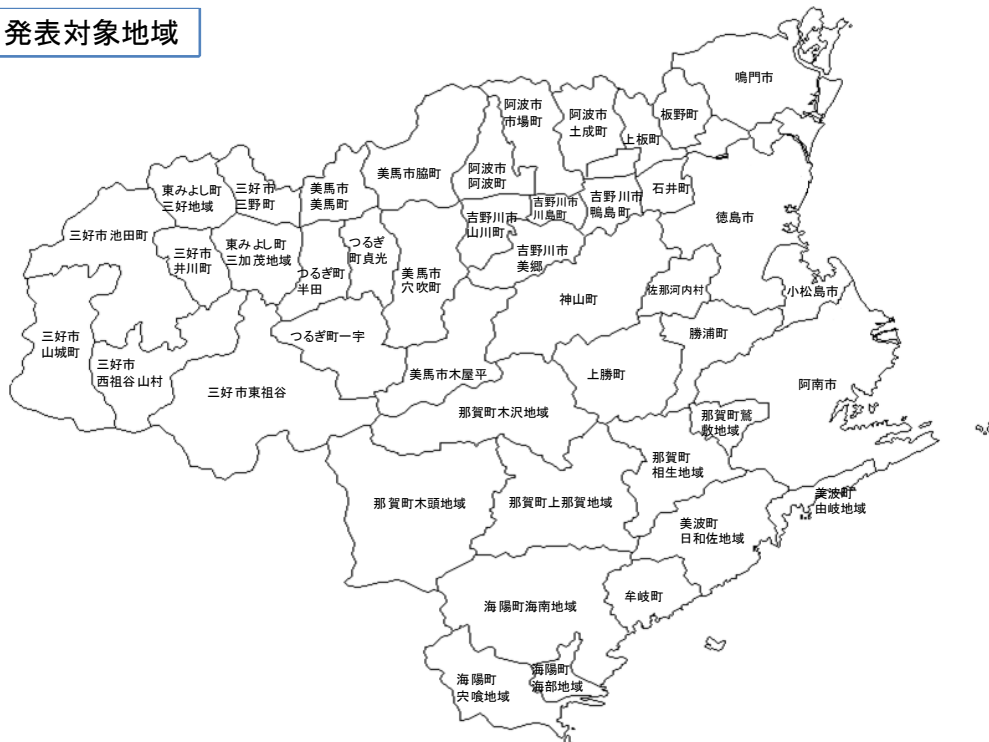 発表対象地域
鳴門市
阿波市
市場町
阿波市
土成町
上板町
板野町
美馬市脇町
阿波市
阿波町
東みよし町
三好地域
三好市
三野町
美馬市
美馬町
吉野川市
川島町
吉野川市
鴨島町
石井町
徳島市
三好市池田町
三好市
井川町
東みよし町
三加茂地域
つるぎ町
半田
つるぎ
町貞光
美馬市
穴吹町
吉野川市
山川町
吉野川市
美郷
神山町
佐那河内村
小松島市
三好市
山城町
三好市
西祖谷山村
三好市東祖谷
つるぎ町一宇
美馬市木屋平
上勝町
勝浦町
阿南市
那賀町木沢地域
那賀町鷲
敷地域
那賀町
相生地域
那賀町木頭地域
那賀町上那賀地域
美波町
由岐地域
美波町
日和佐地域
海陽町海南地域
牟岐町
海陽町
宍喰地域
海陽町
海部地域